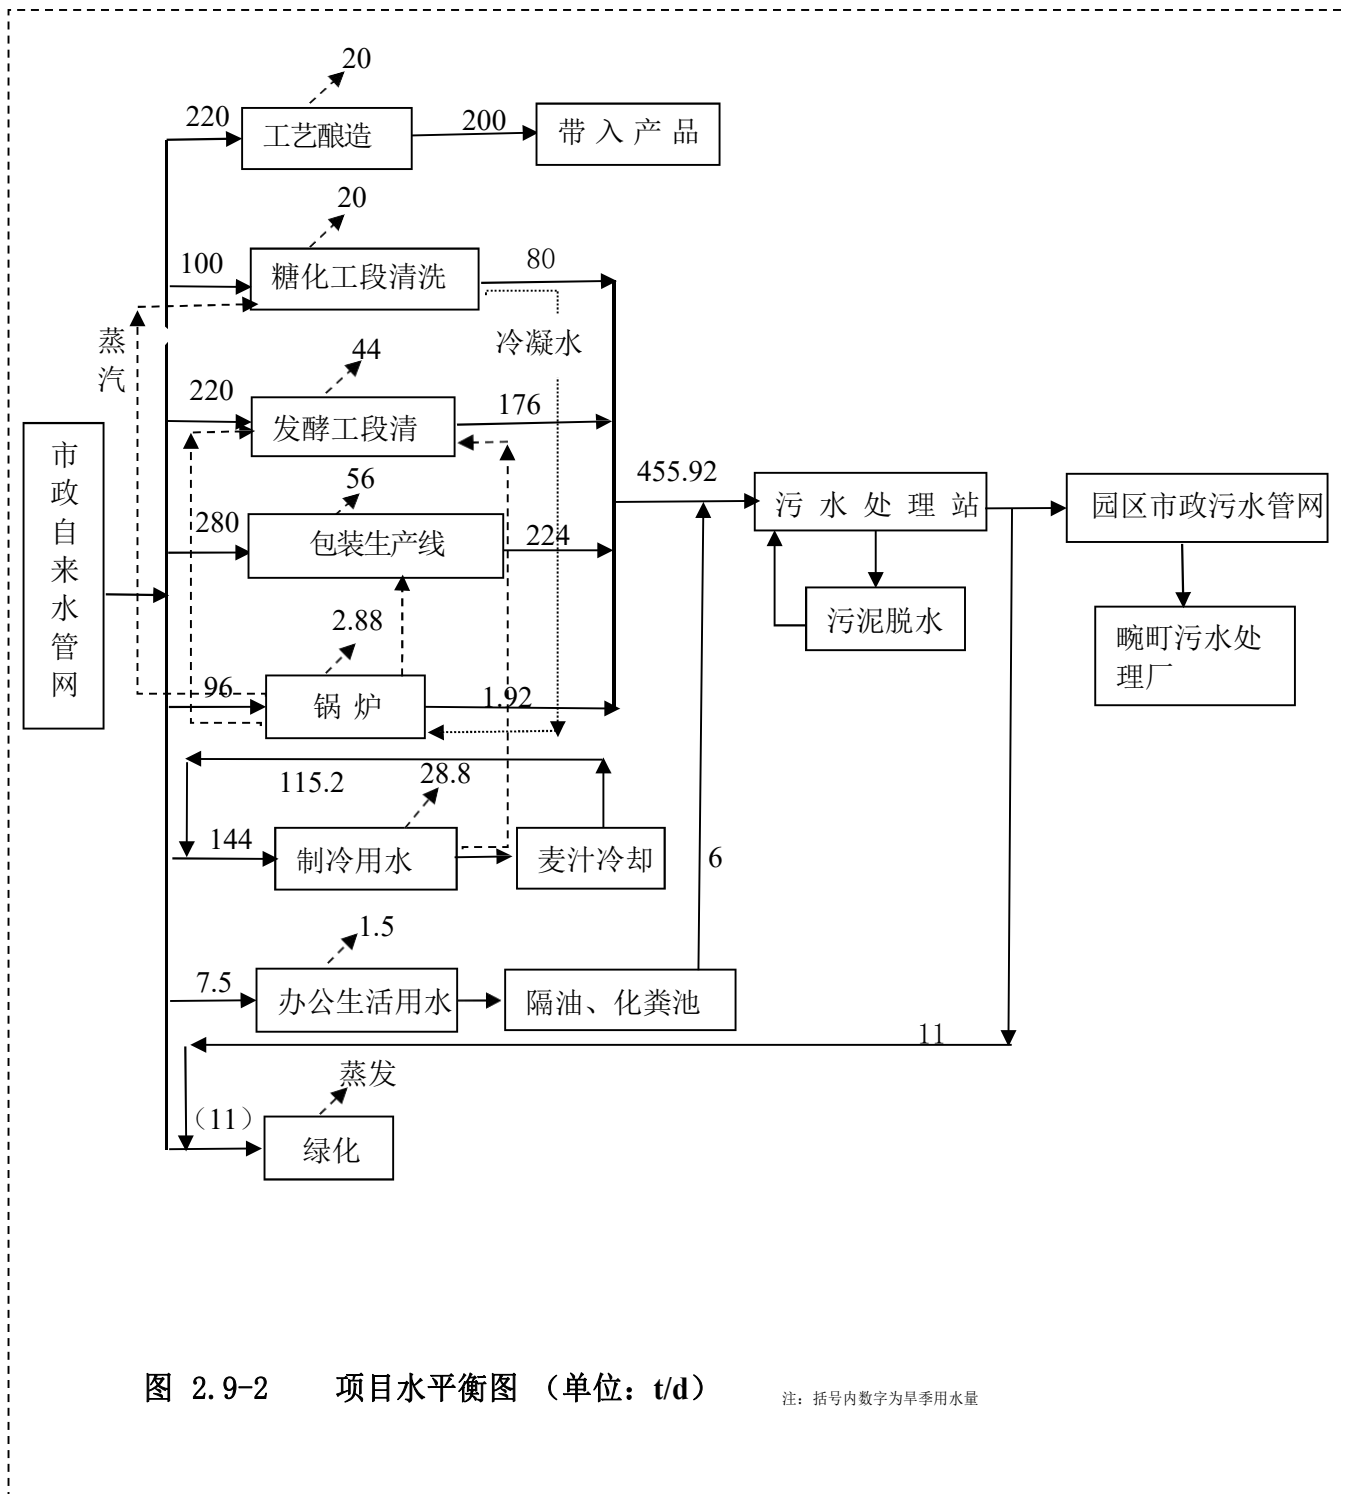 20
220
工艺酿造
200
带入产品
20
100
糖化工段清洗
80
蒸汽
冷凝水
44
220
发酵工段清
176
市政自来水管网
56
280
包装生产线
224
455.92
污水处理站
园区市政污水管网
污泥脱水
畹町污水处
理厂
2.88
96
锅炉
1.92
115.2
28.8
144
制冷用水
麦汁冷却
6
1.5
7.5
办公生活用水
隔油、化粪池
11
蒸发
（11）
绿化
图 2.9-2 项目水平衡图 （单位：t/d） 注：括号内数字为旱季用水量